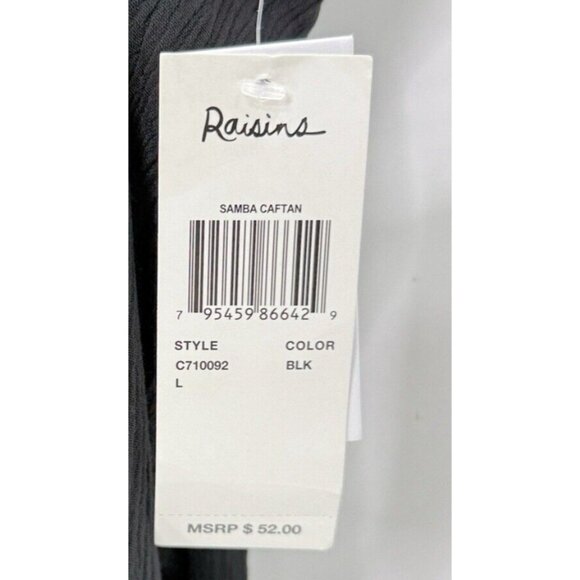 Raisins
SAMBA CAFTAN
7 95459 86642 9
STYLE COLOR
C710092 BLK
L
MSRP $ 52.00